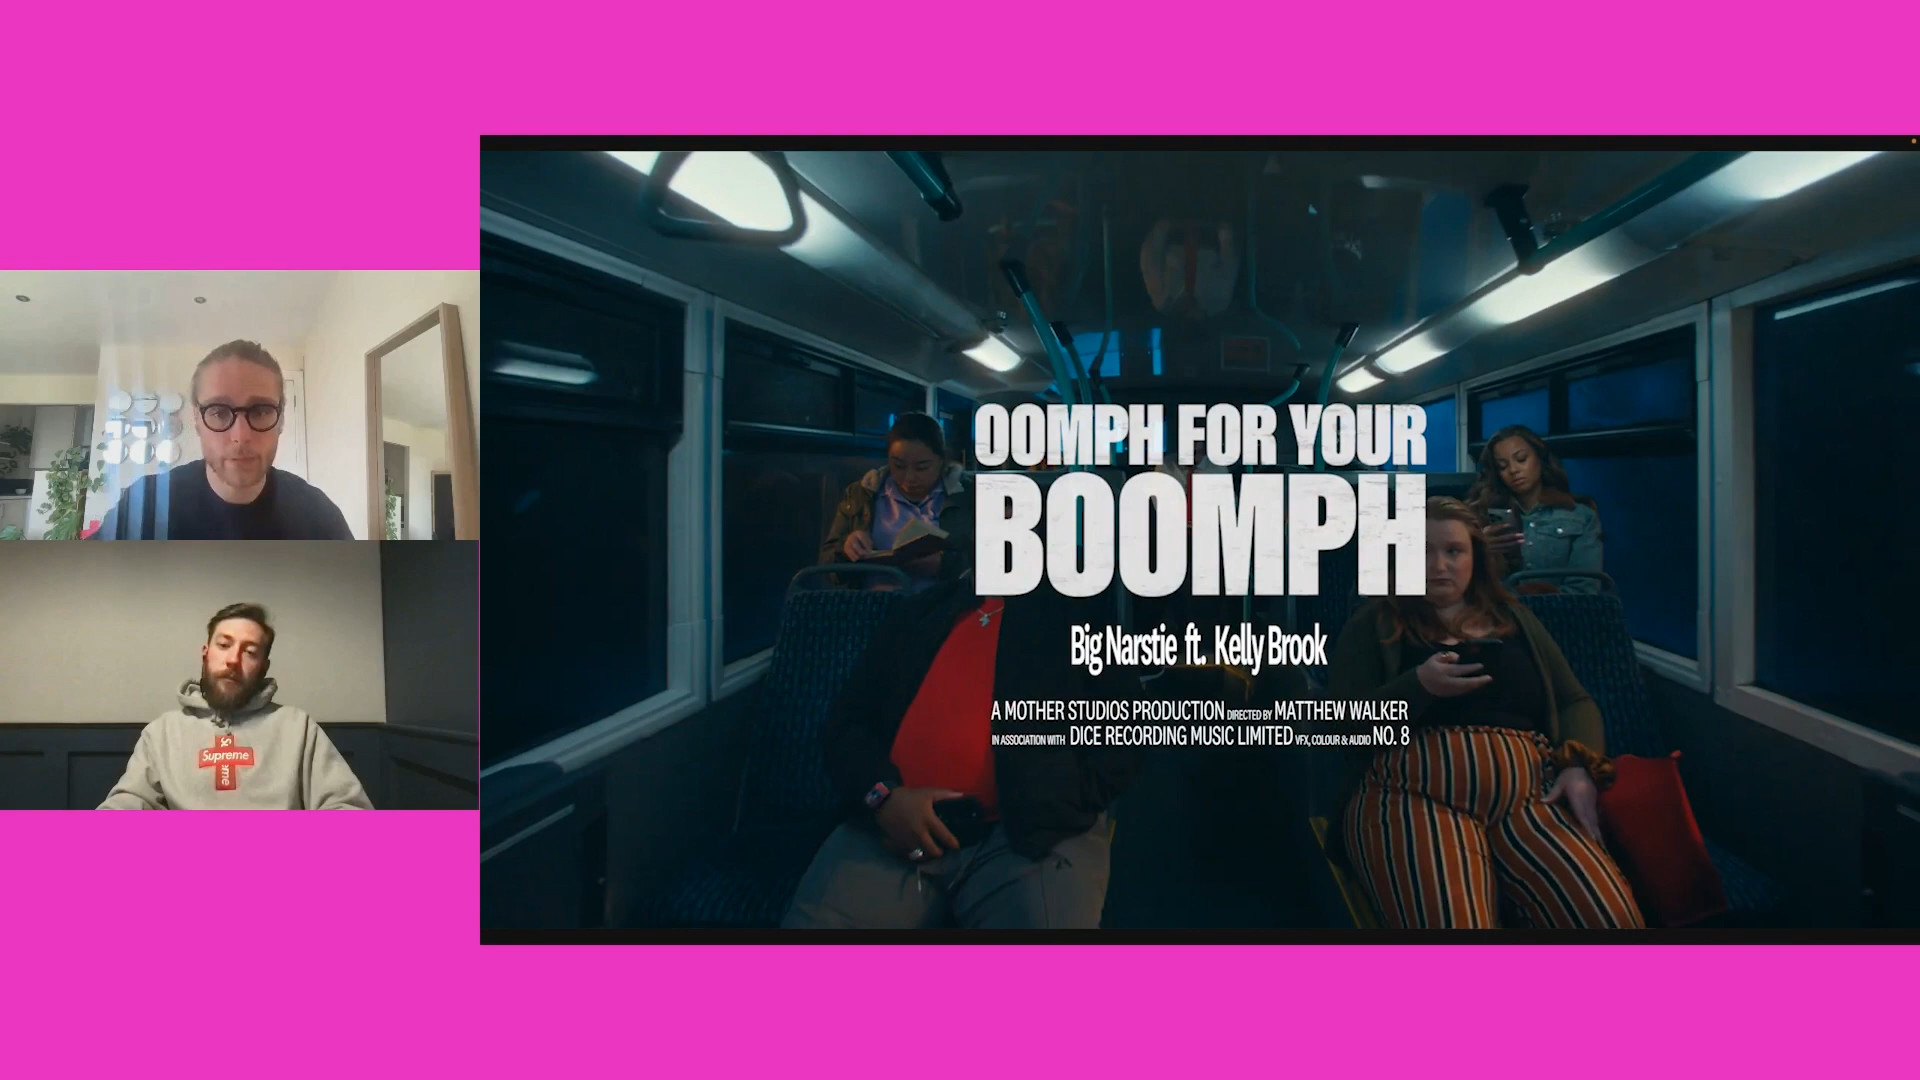 OOMPH FOR YOUR
BOOMPH
Big Narstie ft. Kelly Brook
A MOTHER STUDIOS PRODUCTION DIRECTED BY MATTHEW WALKER
IN ASSOCIATION WITH DICE RECORDING MUSIC LIMITED VFX, COLOUR & AUDIO NO. 8
Supreme